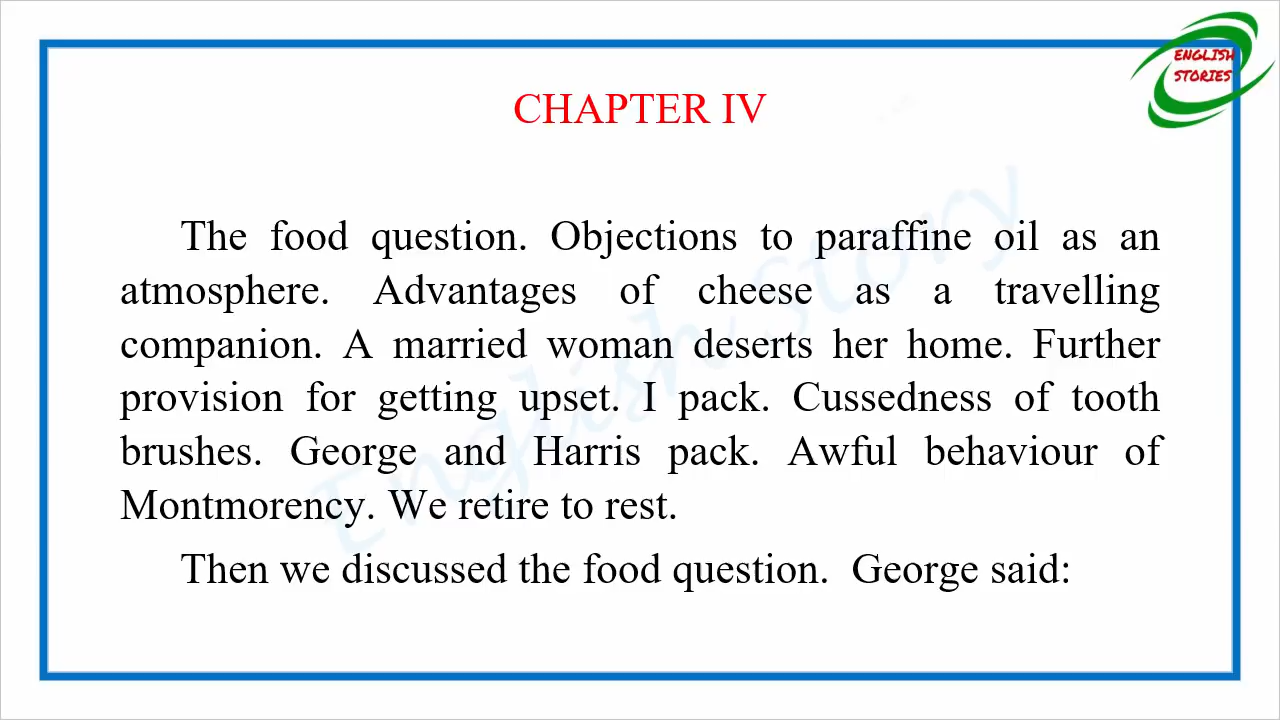 ENGLISH
STORIES
CHAPTER IV
The food question. Objections to paraffine oil as an
atmosphere. Advantages of cheese as a travelling
companion. A married woman deserts her home. Further
provision for getting upset. I pack. Cussedness of tooth
brushes. George and Harris pack. Awful behaviour of
Montmorency. We retire to rest.
Then we discussed the food question.  George said:
English Story